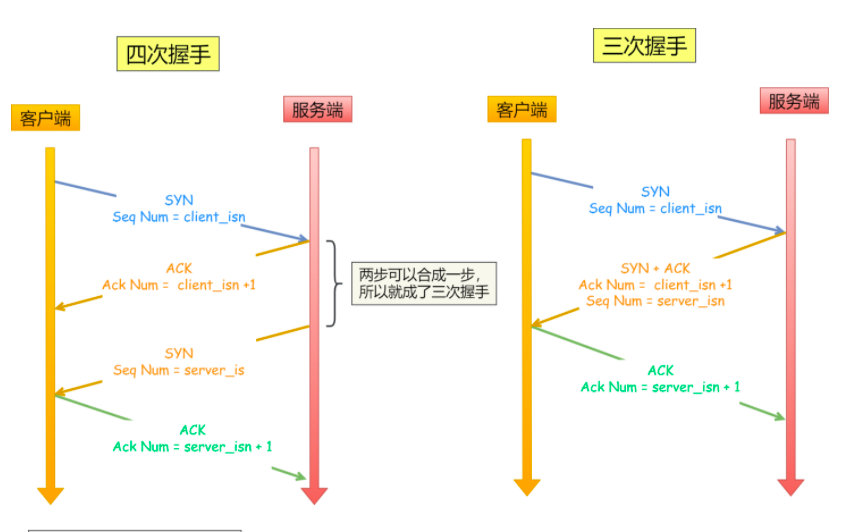 四次握手
客户端
服务端
SYN
Seq Num = client_isn
ACK
Ack Num = client_isn +1
SYN
Seq Num = server_is
ACK
Ack Num = server_isn + 1
两步可以合成一步，
所以就成了三次握手
三次握手
客户端
服务端
SYN
Seq Num = client_isn
SYN + ACK
Ack Num = client_isn +1
Seq Num = server_isn
ACK
Ack Num = server_isn + 1